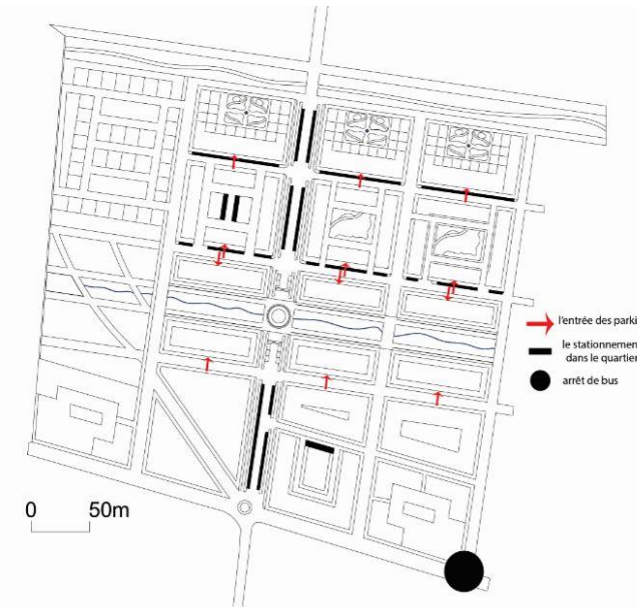 l'entrée des parki
le stationnemen
dans le quartier
arrêt de bus
0 50m